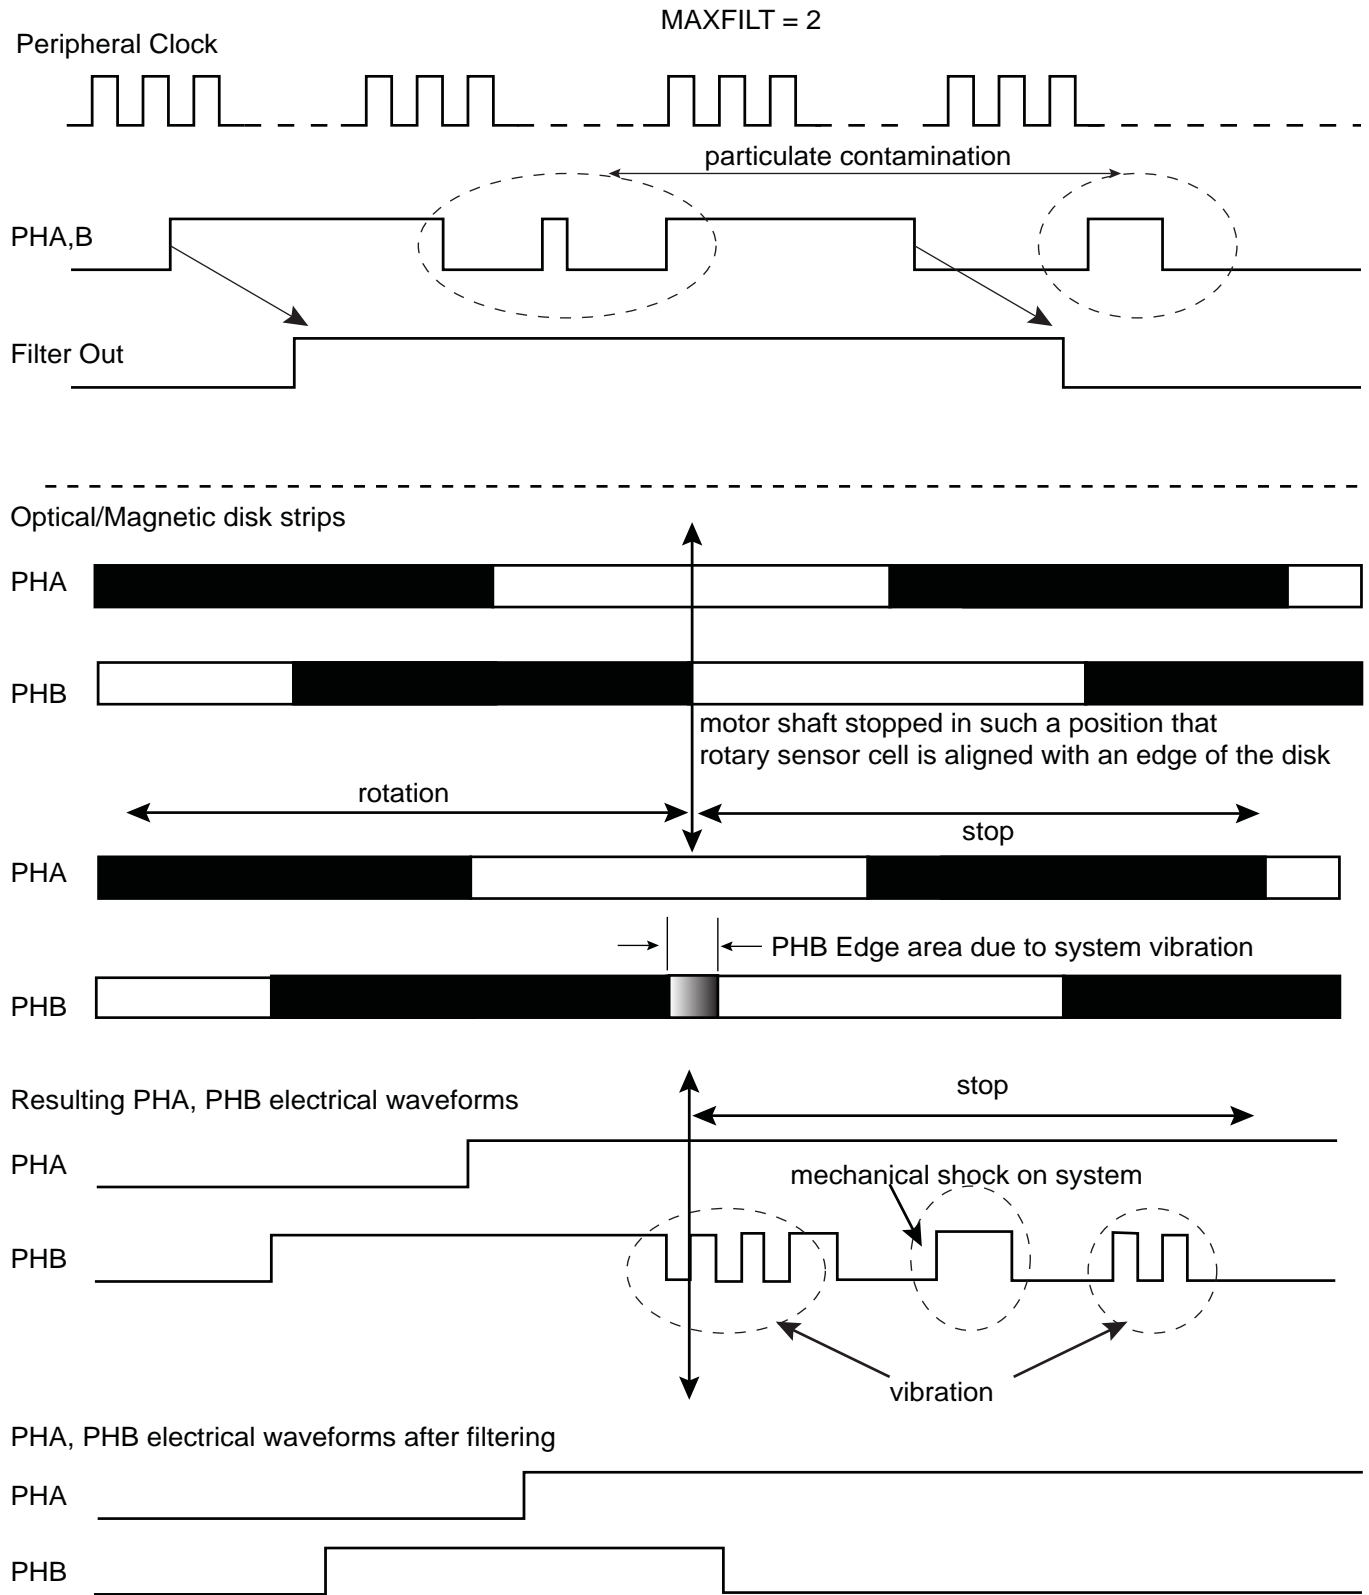 MAXFILT = 2
Peripheral Clock
particulate contamination
PHA,B
Filter Out
Optical/Magnetic disk strips
PHA
PHB
motor shaft stopped in such a position that
rotary sensor cell is aligned with an edge of the disk
rotation
stop
PHA
PHB Edge area due to system vibration
PHB
Resulting PHA, PHB electrical waveforms
stop
PHA
mechanical shock on system
PHB
vibration
PHA, PHB electrical waveforms after filtering
PHA
PHB